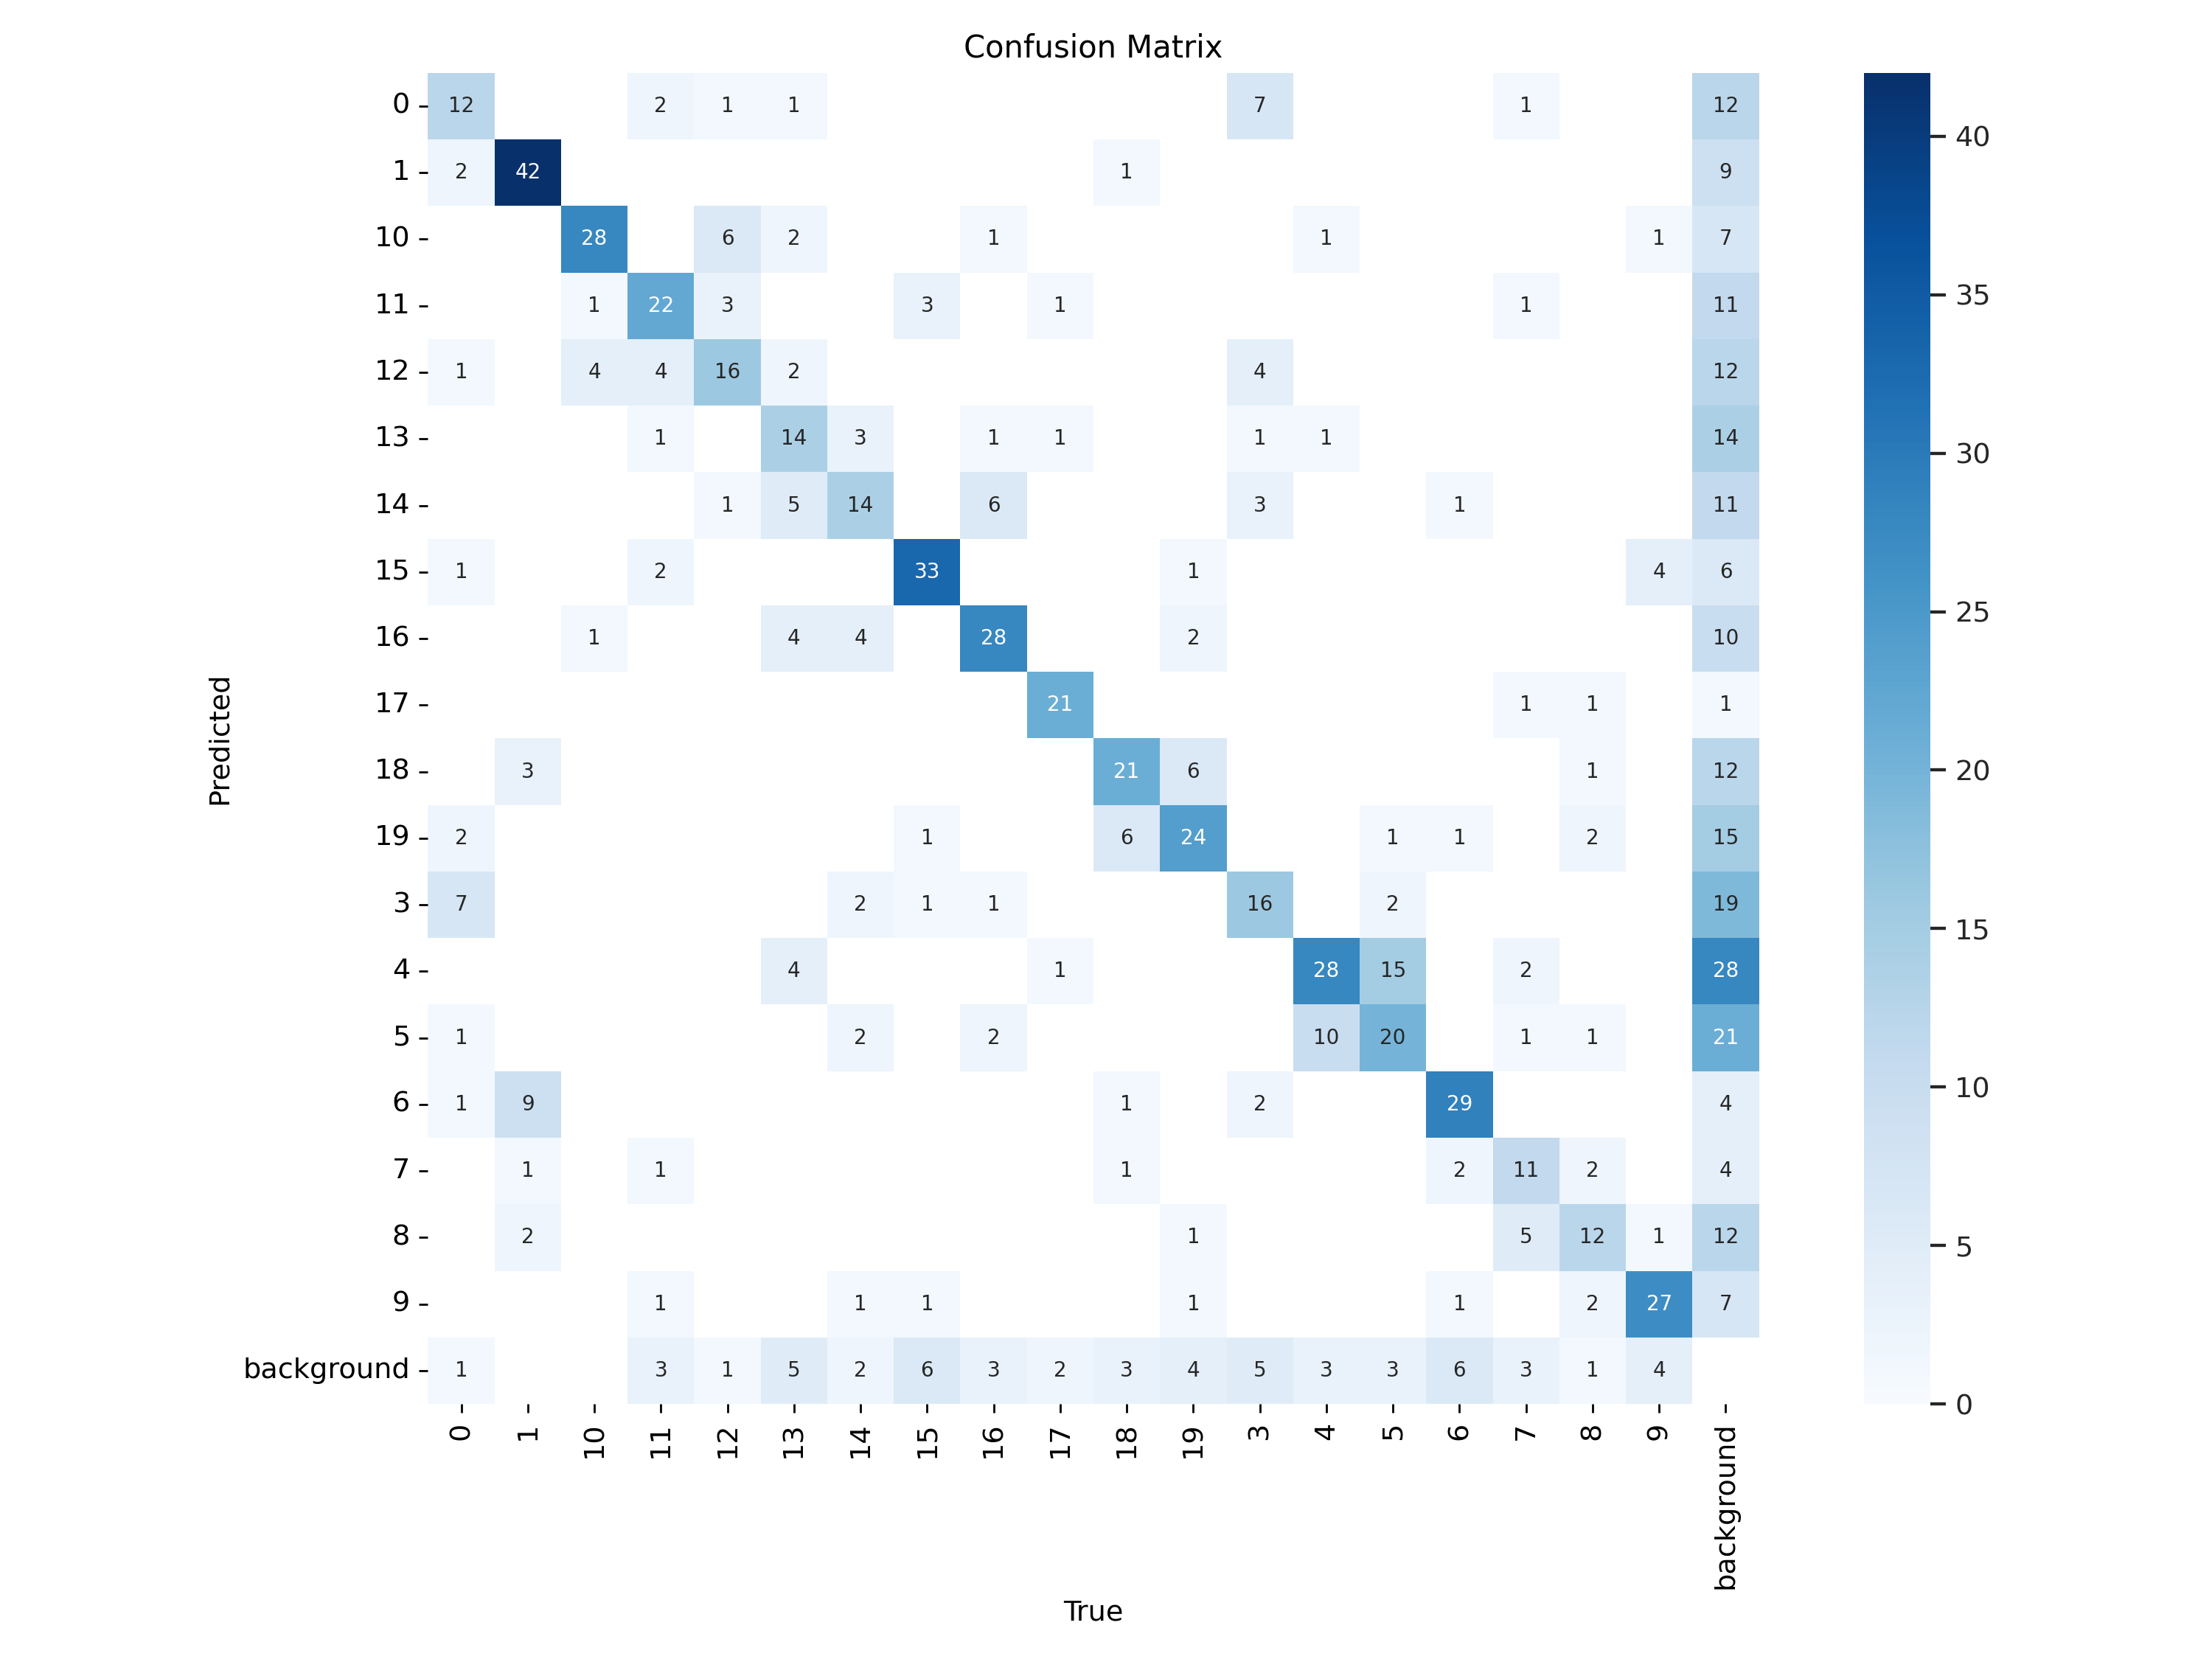 Confusion Matrix
0 12 2 1 1 7 1 12
1 2 42 1 9
10 28 6 2 1 1 1 7
11 1 22 3 3 1 1 11
12 1 4 4 16 2 4 12
13 1 14 3 1 1 1 1 14
14 1 5 14 6 3 1 11
15 1 2 33 1 4 6
16 1 4 4 28 2 10
17 21 1 1 1
18 3 21 6 1 12
19 2 1 6 24 1 1 2 15
3 7 2 1 1 16 2 19
4 4 1 28 15 2 28
5 1 2 2 10 20 1 1 21
6 1 9 1 2 29 4
7 1 1 1 2 11 2 4
8 2 1 5 12 1 12
9 1 1 1 1 1 2 27 7
background 1 3 1 5 2 6 3 2 3 4 5 3 3 6 3 1 4
0 1 10 11 12 13 14 15 16 17 18 19 3 4 5 6 7 8 9 background
True
Predicted
40
35
30
25
20
15
10
5
0